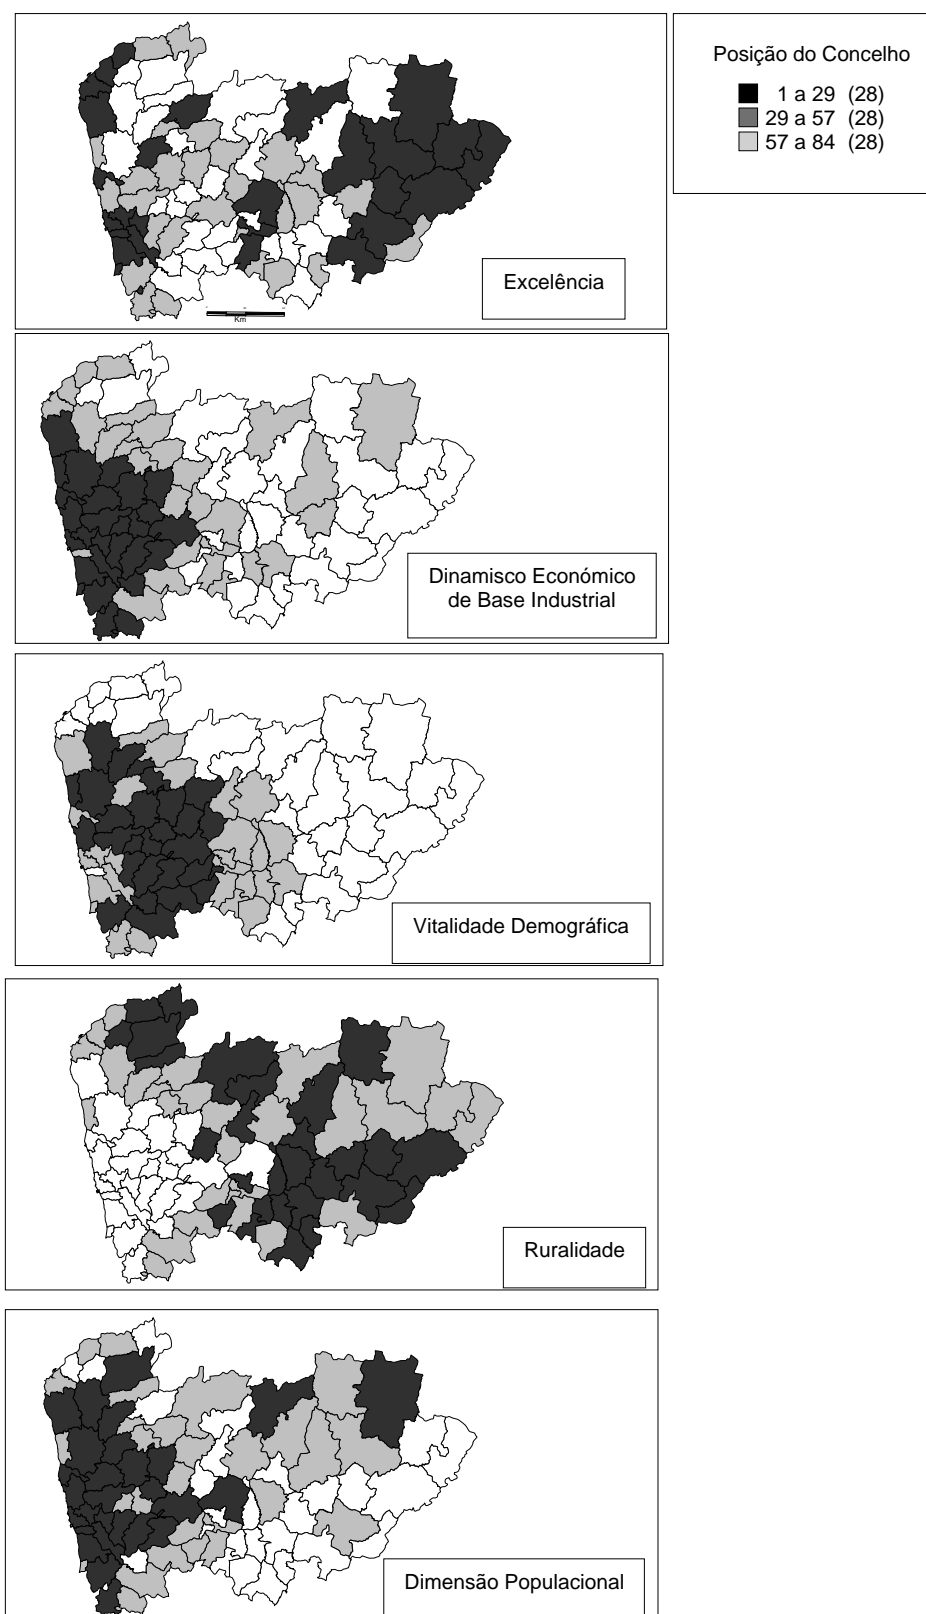 Posição do Concelho
1 a 29 (28)
29 a 57 (28)
57 a 84 (28)
Excelência
Km
Dinamisco Económico
de Base Industrial
Vitalidade Demográfica
Ruralidade
Dimensão Populacional